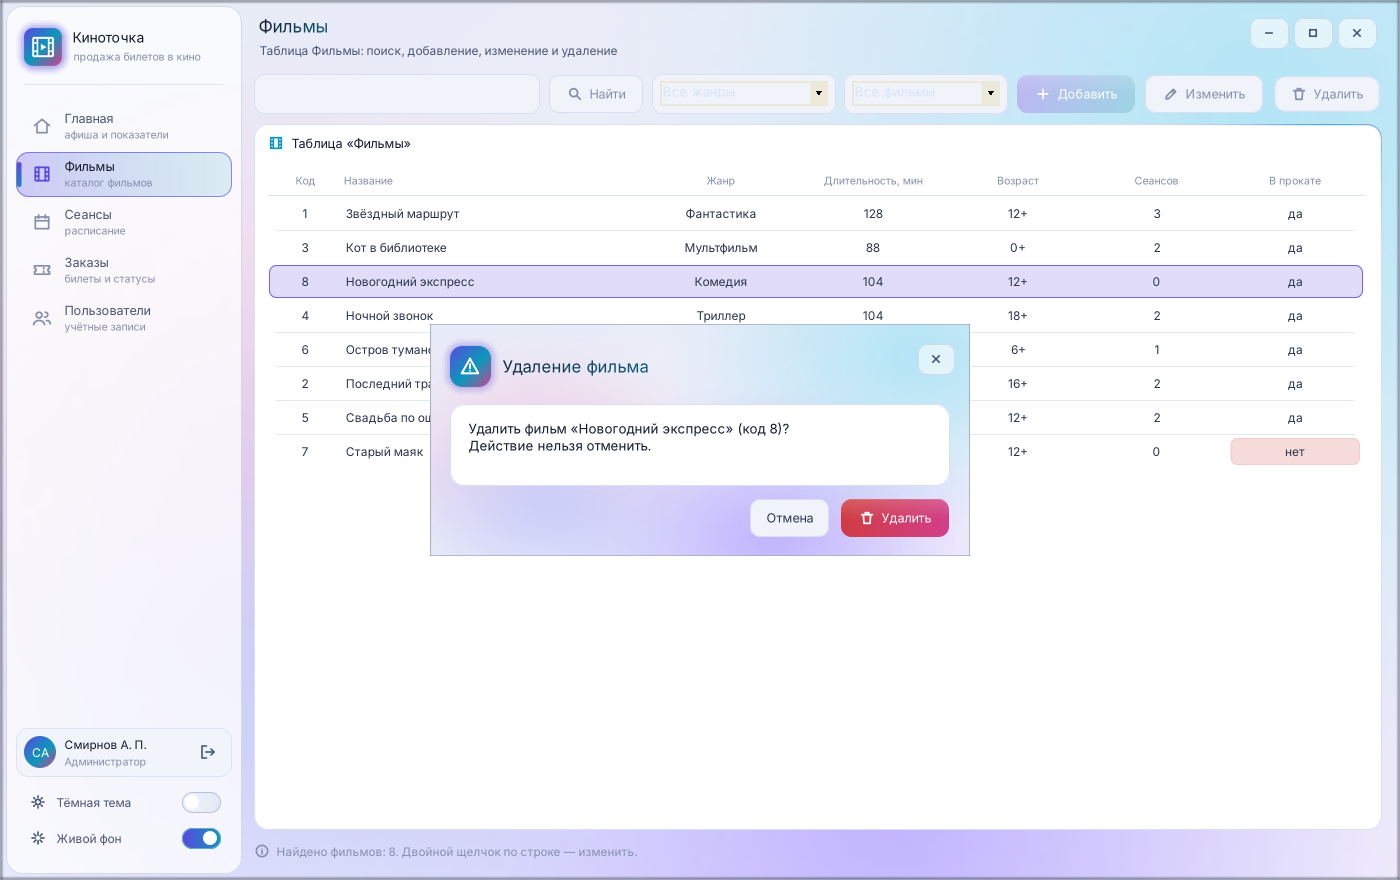 Киноточка
продажа билетов в кино
Главная
афиша и показатели
Фильмы
каталог фильмов
Сеансы
расписание
Заказы
билеты и статусы
Пользователи
учётные записи
СА
Смирнов А. П.
Администратор
Тёмная тема
Живой фон
Фильмы
Таблица Фильмы: поиск, добавление, изменение и удаление
Найти
Все жанры
Все фильмы
Добавить
Изменить
Удалить
Таблица «Фильмы»
Код Название Жанр Длительность, мин Возраст Сеансов В прокате
1 Звёздный маршрут Фантастика 128 12+ 3 да
3 Кот в библиотеке Мультфильм 88 0+ 2 да
8 Новогодний экспресс Комедия 104 12+ 0 да
4 Ночной звонок Триллер 104 18+ 2 да
6 Остров 6+ 1 да
2 Последний 16+ 2 да
5 Свадьба по 12+ 2 да
7 Старый маяк 12+ 0 нет
Удаление фильма
Удалить фильм «Новогодний экспресс» (код 8)?
Действие нельзя отменить.
Отмена
Удалить
Найдено фильмов: 8. Двойной щелчок по строке — изменить.